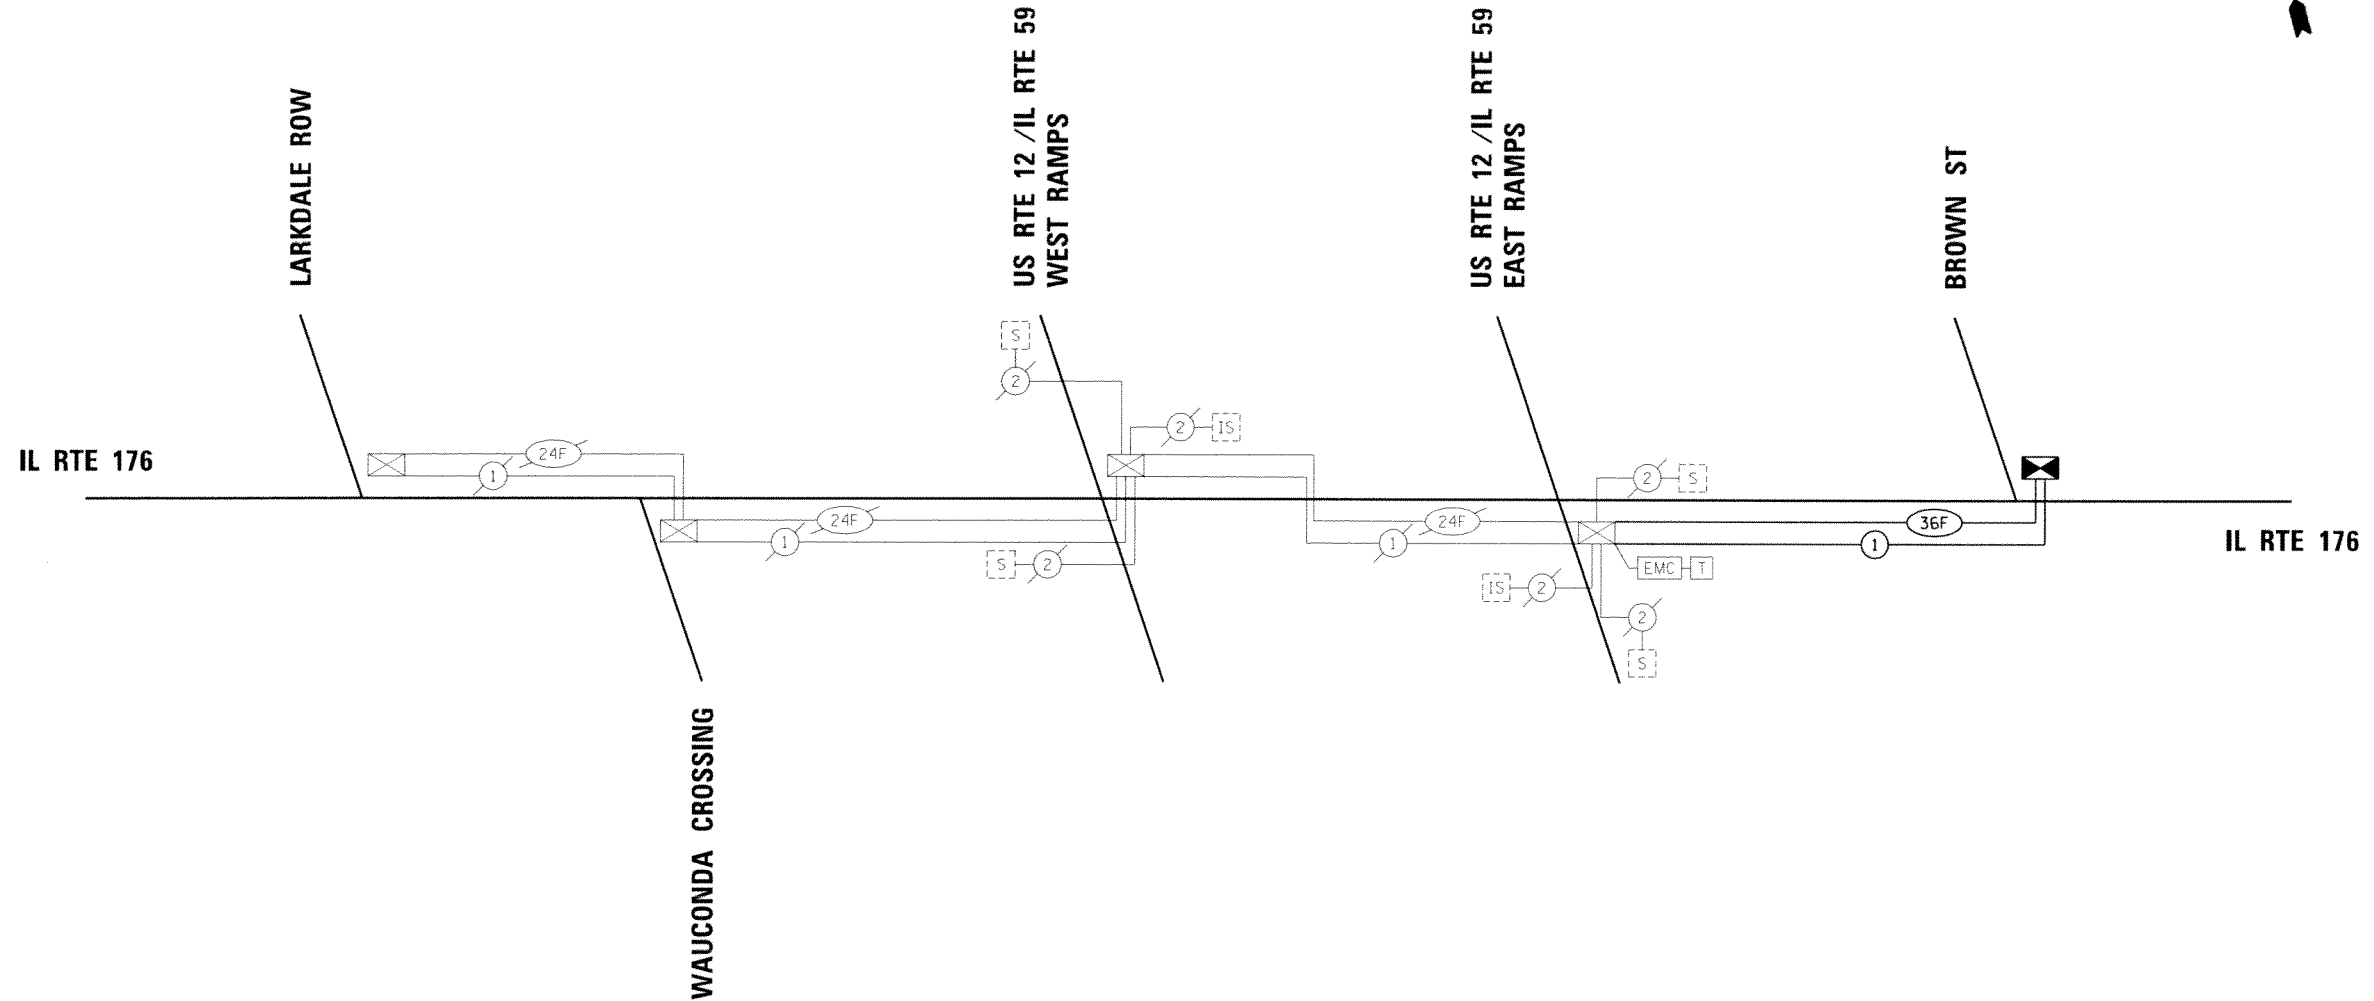 LARKDALE ROW
US RTE 12 /IL RTE 59
WEST RAMPS
US RTE 12 /IL RTE 59
EAST RAMPS
BROWN ST
S
2
2
IS
IL RTE 176
24F
1
2
S
24F
1
S
2
24F
1
36F
1
IL RTE 176
EMC
T
IS
2
2
S
WAUCONDA CROSSING